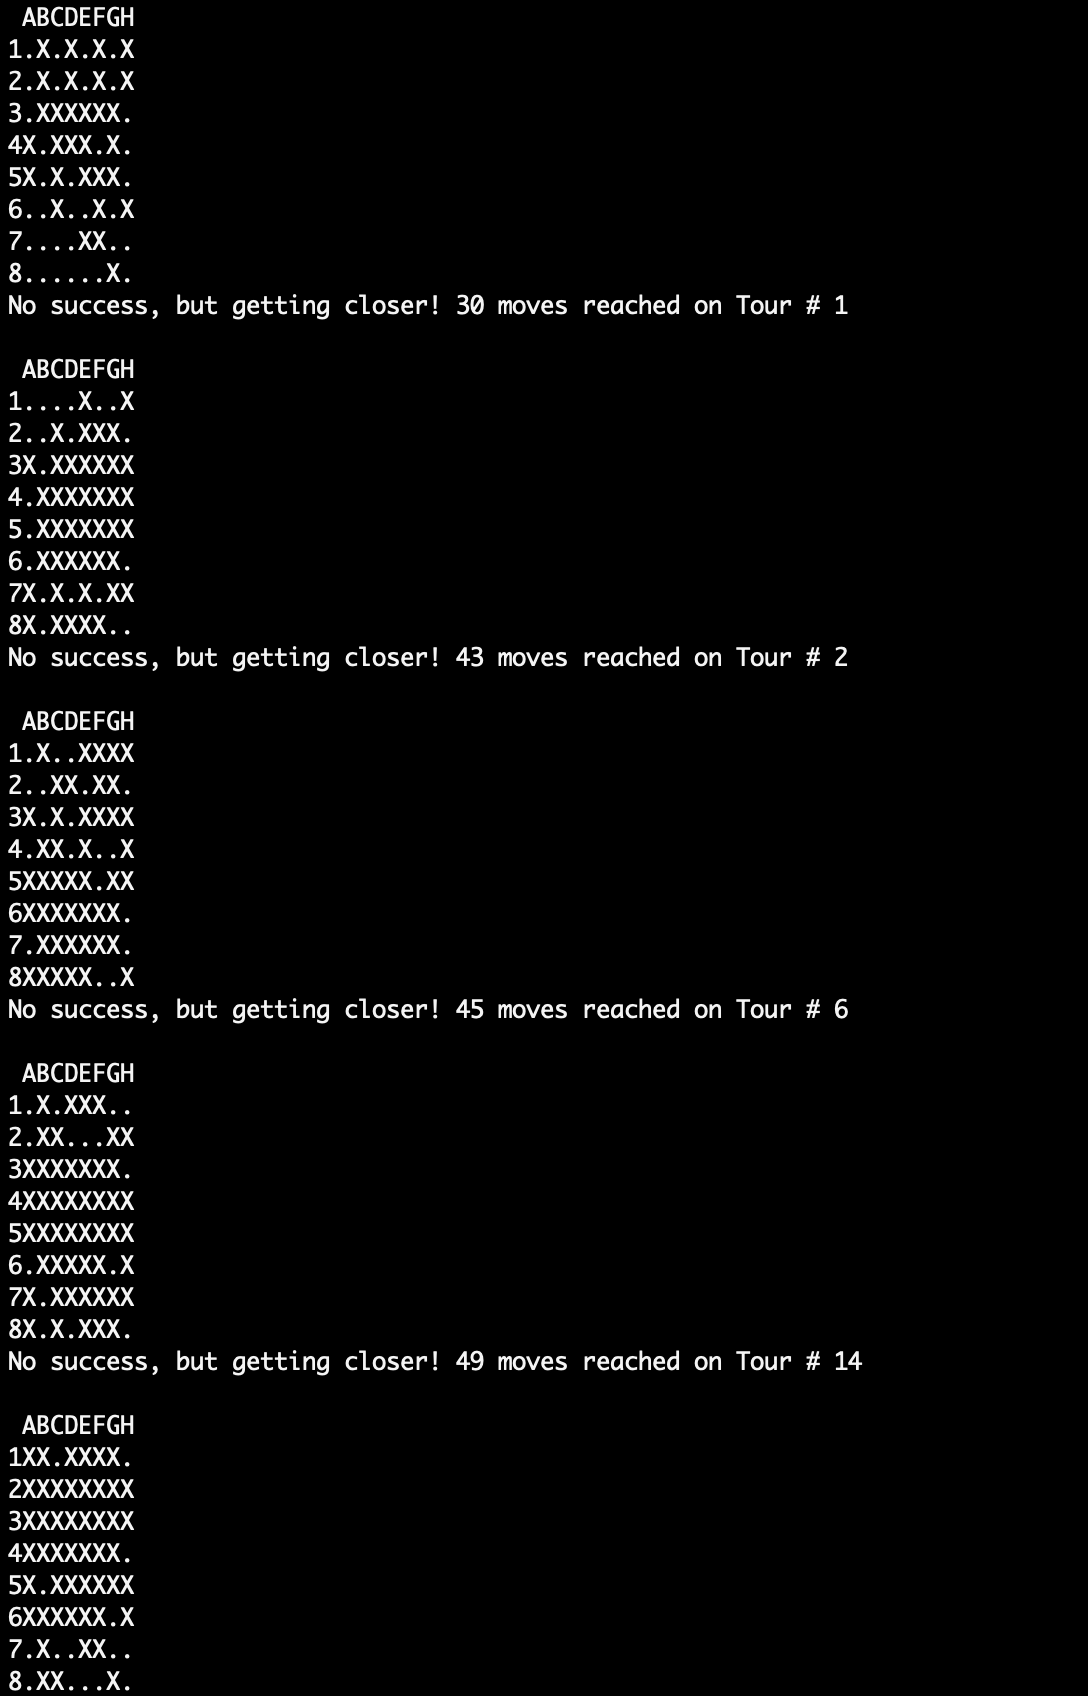 ABCDEFGH
1.X.X.X.X
2.X.X.X.X
3.XXXXXX.
4X.XXX.X.
5X.X.XXX.
6..X..X.X
7....XX..
8......X.
No success, but getting closer! 30 moves reached on Tour # 1

 ABCDEFGH
1....X..X
2..X.XXX.
3X.XXXXXX
4.XXXXXXX
5.XXXXXXX
6.XXXXXX.
7X.X.X.XX
8X.XXXX..
No success, but getting closer! 43 moves reached on Tour # 2

 ABCDEFGH
1.X..XXXX
2..XX.XX.
3X.X.XXXX
4.XX.X..X
5XXXXX.XX
6XXXXXXX.
7.XXXXXX.
8XXXXX..X
No success, but getting closer! 45 moves reached on Tour # 6

 ABCDEFGH
1.X.XXX..
2.XX...XX
3XXXXXXX.
4XXXXXXXX
5XXXXXXXX
6.XXXXX.X
7X.XXXXXX
8X.X.XXX.
No success, but getting closer! 49 moves reached on Tour # 14

 ABCDEFGH
1XX.XXXX.
2XXXXXXXX
3XXXXXXXX
4XXXXXXX.
5X.XXXXXX
6XXXXXX.X
7.X..XX..
8.XX...X.